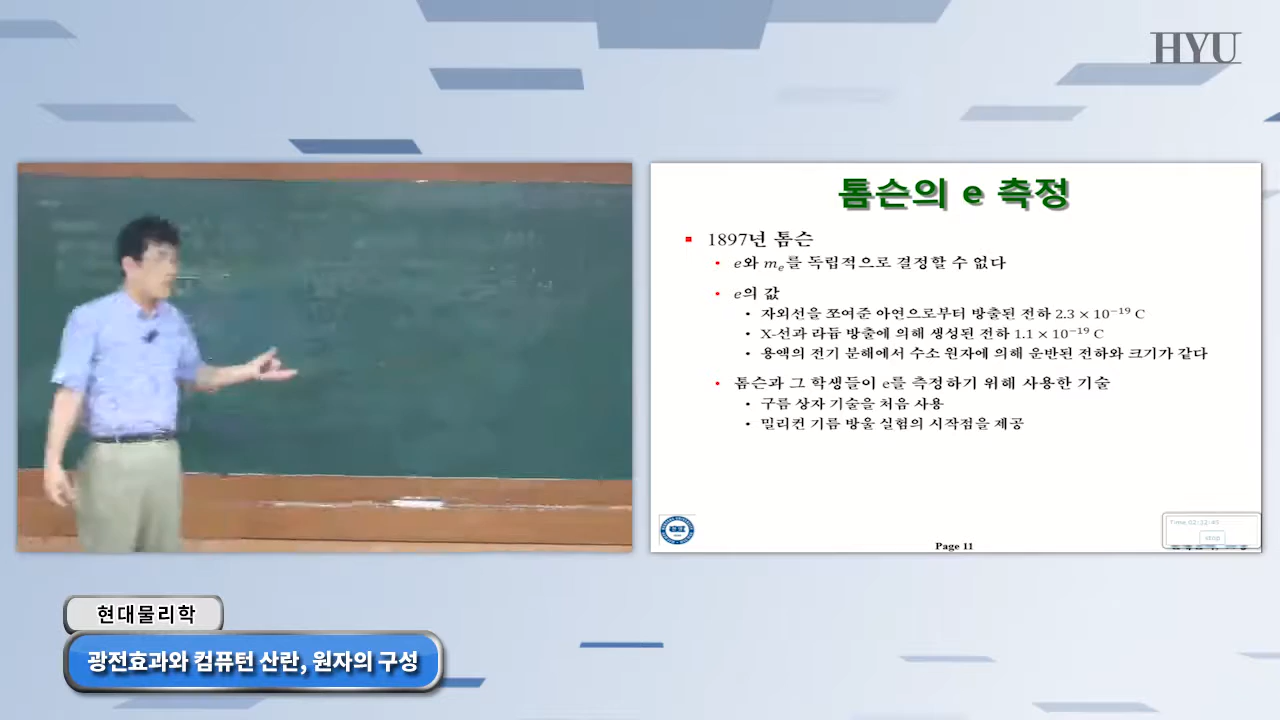 HYU
톰슨의 e 측정
1897년 톰슨
e와 mₑ를 독립적으로 결정할 수 없다
e의 값
자외선을 쪼여준 아연으로부터 방출된 전하 2.3 × 10⁻¹⁹ C
X-선과 라듐 방출에 의해 생성된 전하 1.1 × 10⁻¹⁹ C
용액의 전기 분해에서 수소 원자에 의해 운반된 전하와 크기가 같다
톰슨과 그 학생들이 e를 측정하기 위해 사용한 기술
구름 상자 기술을 처음 사용
밀리컨 기름 방울 실험의 시작점을 제공
stop
Page 11
현대물리학
광전효과와 컴퓨턴 산란, 원자의 구성